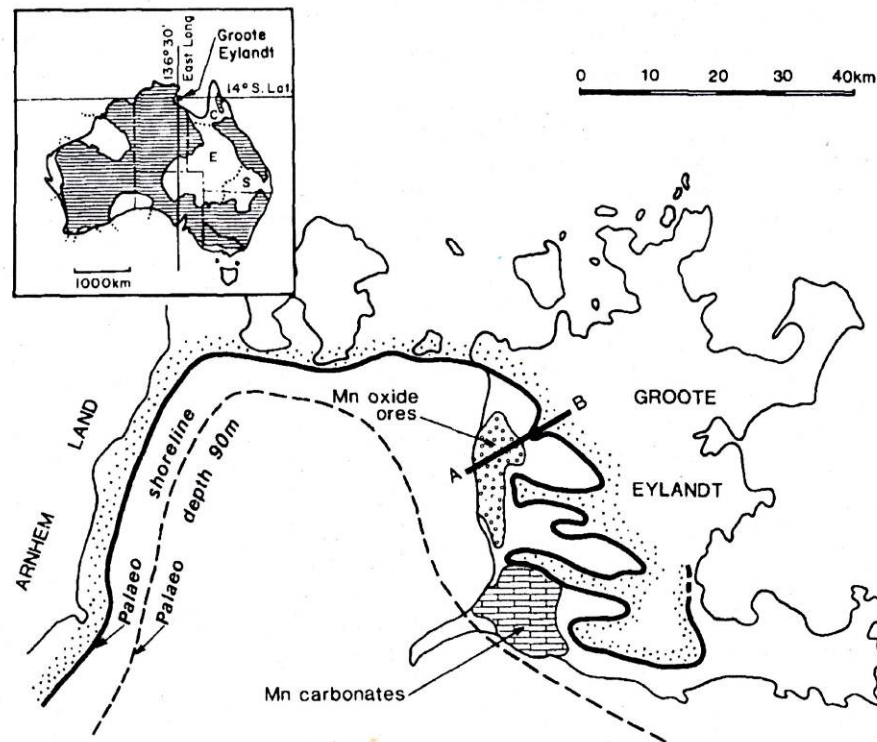 136°30'
East Long
Groote
Eylandt
14° S. Lat.
C
E
S
1000km
0 10 20 30 40km
Mn oxide
ores
B
A
GROOTE
EYLANDT
LAND
ARNHEM
shoreline
Palaeo
depth 90m
Palaeo
Mn carbonates